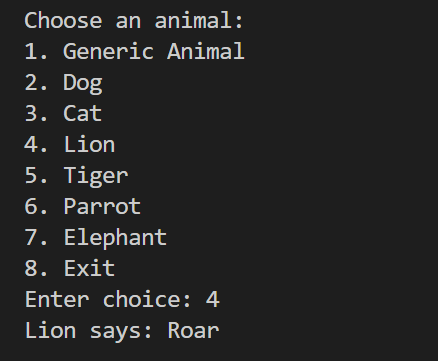 Choose an animal:
1. Generic Animal
2. Dog
3. Cat
4. Lion
5. Tiger
6. Parrot
7. Elephant
8. Exit
Enter choice: 4
Lion says: Roar